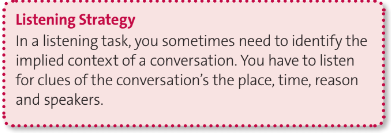 Listening Strategy
In a listening task, you sometimes need to identify the
implied context of a conversation. You have to listen
for clues of the conversation's the place, time, reason
and speakers.